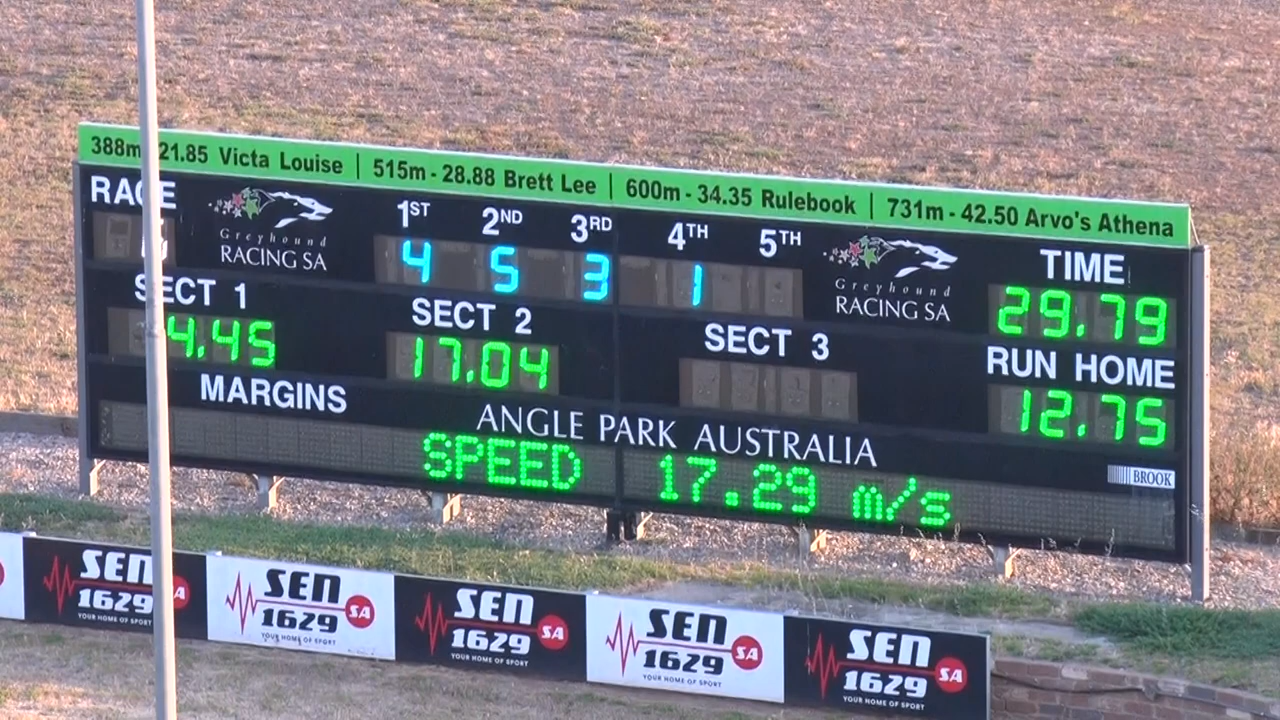 388m 21.85 Victa Louise | 515m - 28.88 Brett Lee | 600m - 34.35 Rulebook | 731m - 42.50 Arvo's Athena
RACE
Greyhound
RACING SA
1ST 2ND 3RD 4TH 5TH
4 5 3 1
Greyhound
RACING SA
TIME
29.79
SECT 1
4.45
SECT 2
17.04
SECT 3
RUN HOME
12.75
MARGINS
ANGLE PARK AUSTRALIA
SPEED 17.29 m/s
BROOK
SEN
1629 SA
YOUR HOME OF SPORT
SEN
1629 SA
YOUR HOME OF SPORT
SEN
1629 SA
YOUR HOME OF SPORT
SEN
1629 SA
YOUR HOME OF SPORT
SEN
1629 SA
YOUR HOME OF SPORT